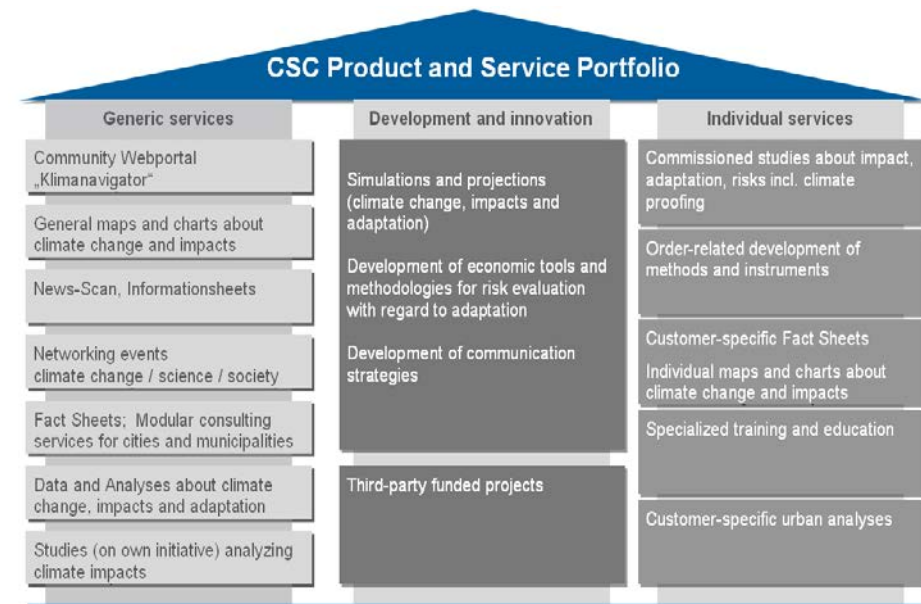 CSC Product and Service Portfolio
Generic services
Community Webportal
„Klimanavigator“
General maps and charts about
climate change and impacts
News-Scan, Informationsheets
Networking events
climate change / science / society
Fact Sheets; Modular consulting
services for cities and municipalities
Data and Analyses about climate
change, impacts and adaptation
Studies (on own initiative) analyzing
climate impacts
Development and innovation
Simulations and projections
(climate change, impacts and
adaptation)
Development of economic tools and
methodologies for risk evaluation
with regard to adaptation
Development of communication
strategies
Third-party funded projects
Individual services
Commissioned studies about impact,
adaptation, risks incl. climate
proofing
Order-related development of
methods and instruments
Customer-specific Fact Sheets
Individual maps and charts about
climate change and impacts
Specialized training and education
Customer-specific urban analyses